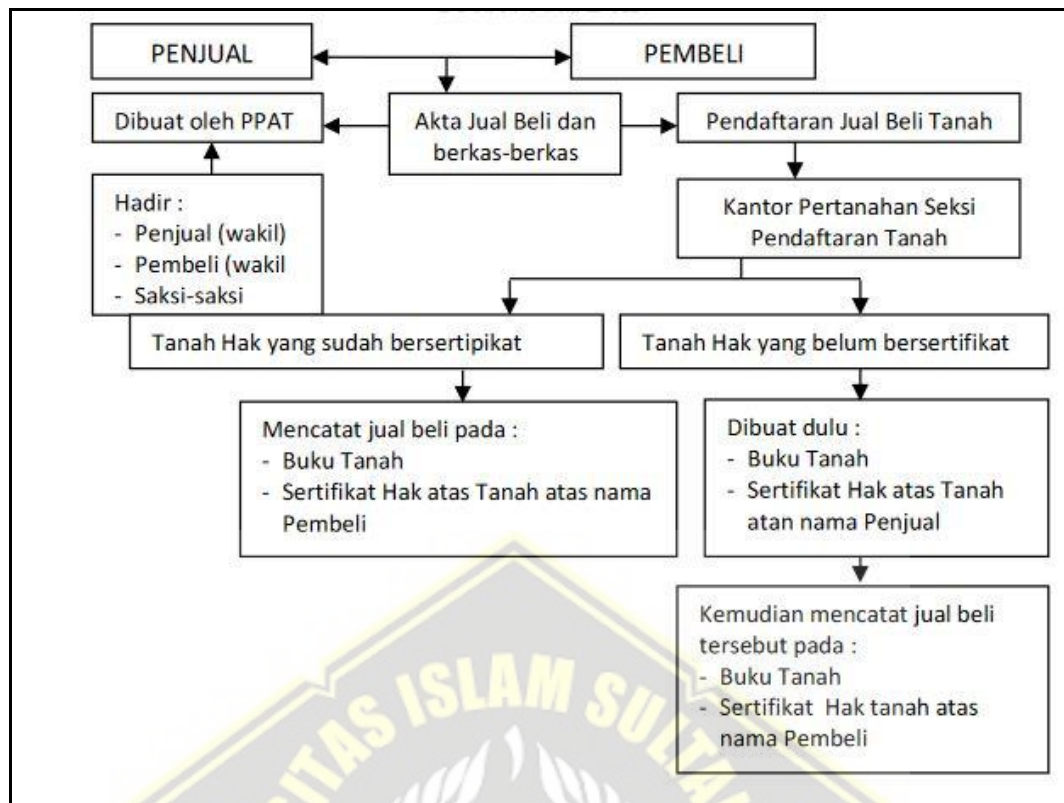 PENJUAL
PEMBELI
Dibuat oleh PPAT
Akta Jual Beli dan
berkas-berkas
Pendaftaran Jual Beli Tanah
Hadir :
- Penjual (wakil)
- Pembeli (wakil
- Saksi-saksi
Kantor Pertanahan Seksi
Pendaftaran Tanah
Tanah Hak yang sudah bersertipikat
Tanah Hak yang belum bersertifikat
Mencatat jual beli pada :
- Buku Tanah
- Sertifikat Hak atas Tanah atas nama
Pembeli
Dibuat dulu :
- Buku Tanah
- Sertifikat Hak atas Tanah
atan nama Penjual
Kemudian mencatat jual beli
tersebut pada :
- Buku Tanah
- Sertifikat Hak tanah atas
nama Pembeli
ISLAM